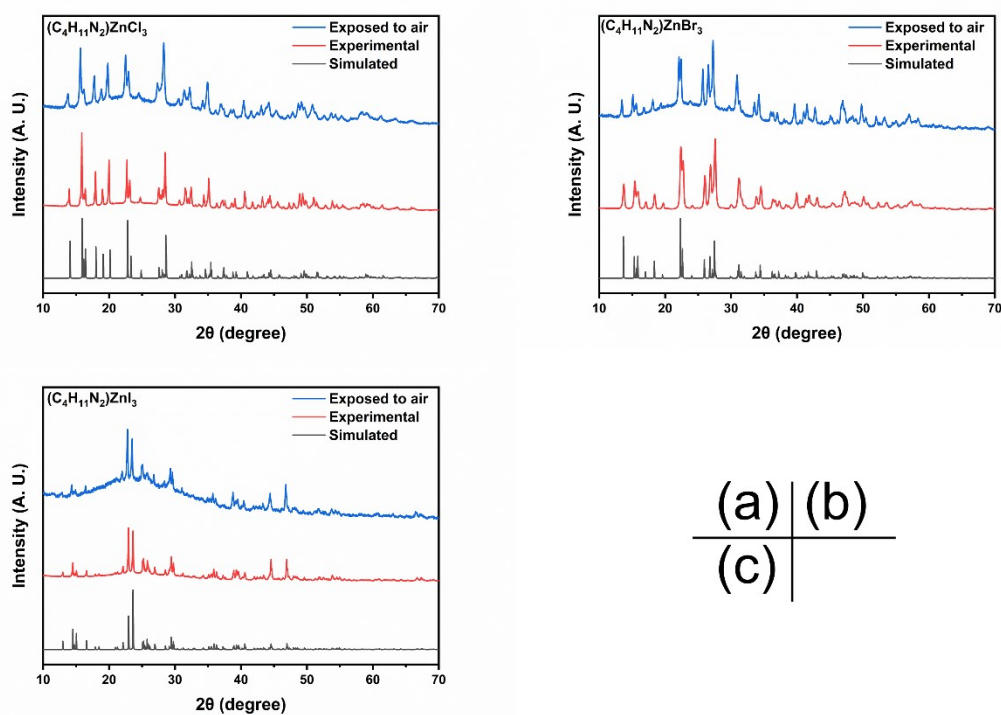 (C₄H₁₁N₂)ZnCl₃
Exposed to air
Experimental
Simulated
Intensity (A. U.)
10 20 30 40 50 60 70
2θ (degree)
(C₄H₁₁N₂)ZnBr₃
Exposed to air
Experimental
Simulated
Intensity (A. U.)
10 20 30 40 50 60 70
2θ (degree)
(C₄H₁₁N₂)ZnI₃
Exposed to air
Experimental
Simulated
Intensity (A. U.)
10 20 30 40 50 60 70
2θ (degree)
(a) (b)
(c)